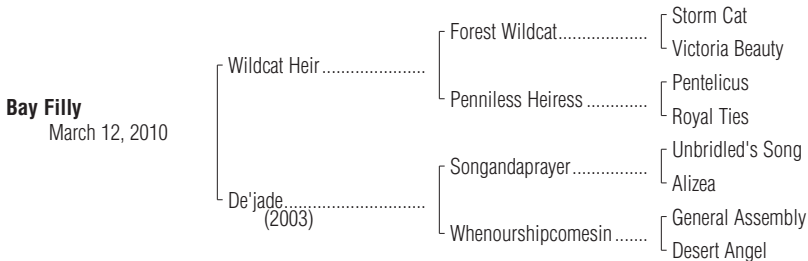 Storm Cat
Forest Wildcat....................
Victoria Beauty
Wildcat Heir......................
Pentelicus
Penniless Heiress..............
Royal Ties
Bay Filly
March 12, 2010
Unbridled's Song
Songandaprayer.................
Alizea
De'jade..............................
(2003)
General Assembly
Whenourshipcomesin.......
Desert Angel